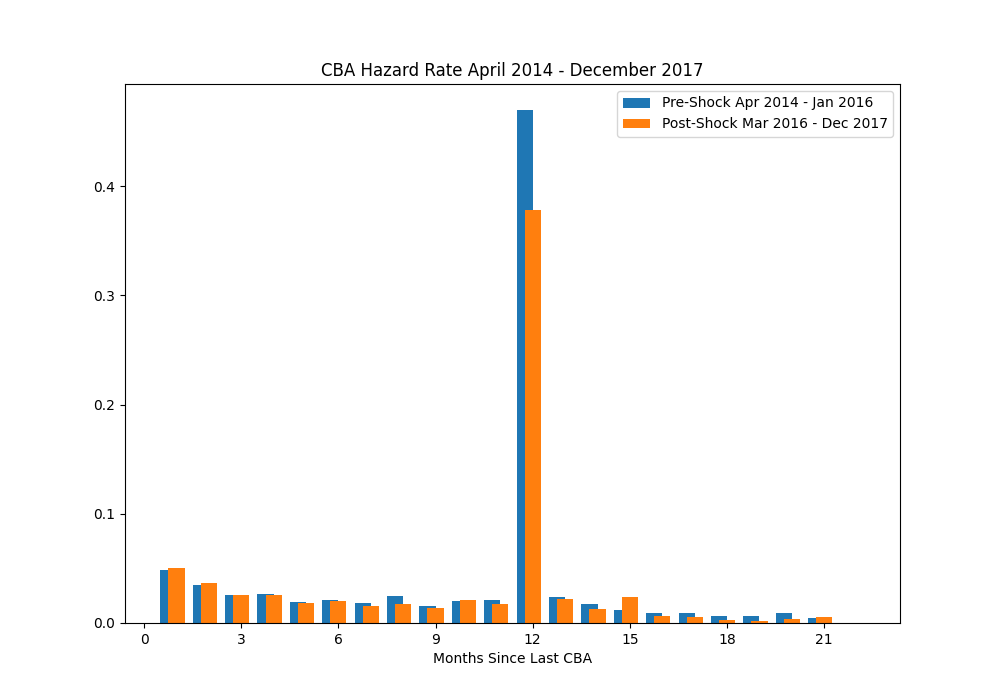 CBA Hazard Rate April 2014 - December 2017
Pre-Shock Apr 2014 - Jan 2016
Post-Shock Mar 2016 - Dec 2017
0.4
0.3
0.2
0.1
0.0
0 3 6 9 12 15 18 21
Months Since Last CBA